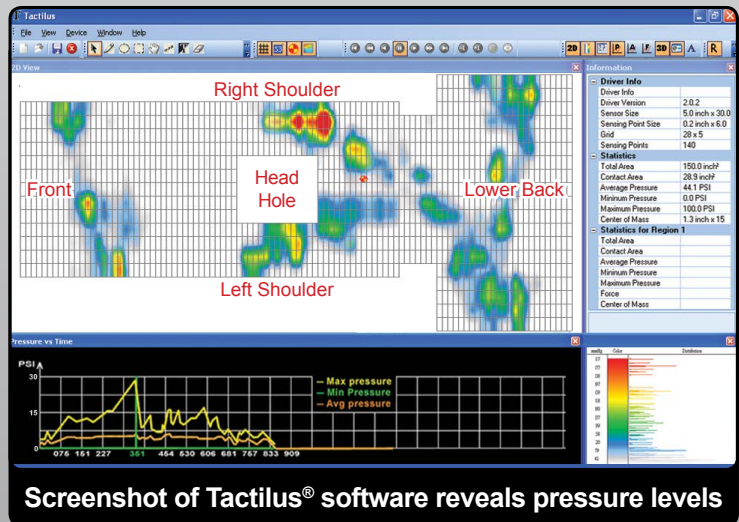 Tactilus
File View Device Window Help
2D P A F 3D A R
2D View
Right Shoulder
Front
Head
Hole
Lower Back
Left Shoulder
Information
Driver Info
Driver Info
Driver Version 2.0.2
Sensor Size 5.0 inch x 30.0
Sensing Point Size 0.2 inch x 6.0
Grid 28 x 5
Sensing Points 140
Statistics
Total Area 150.0 inch²
Contact Area 28.9 inch²
Average Pressure 44.1 PSI
Minimum Pressure 0.0 PSI
Maximum Pressure 100.0 PSI
Center of Mass 1.3 inch x 15
Statistics for Region 1
Total Area
Contact Area
Average Pressure
Minimum Pressure
Maximum Pressure
Force
Center of Mass
Pressure vs Time
PSI
30
15
0
Max pressure
Min Pressure
Avg pressure
076 151 227 361 454 530 606 681 767 833 909
mmHg Color Distribution
Screenshot of Tactilus® software reveals pressure levels